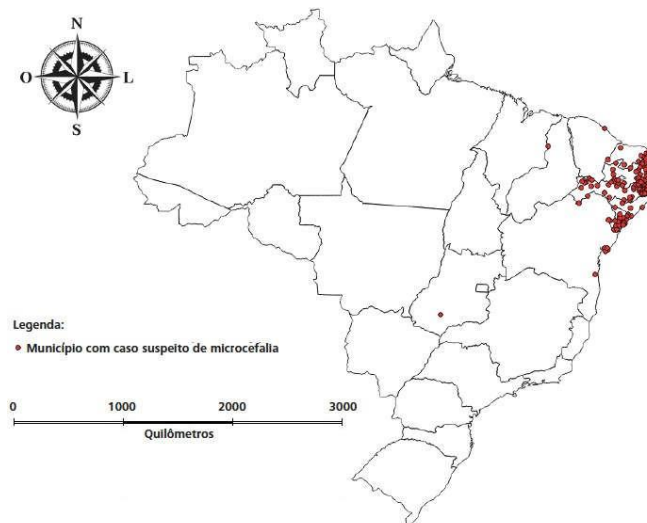 N
O L
S
Legenda:
Município com caso suspeito de microcefalia
0 1000 2000 3000
Quilômetros